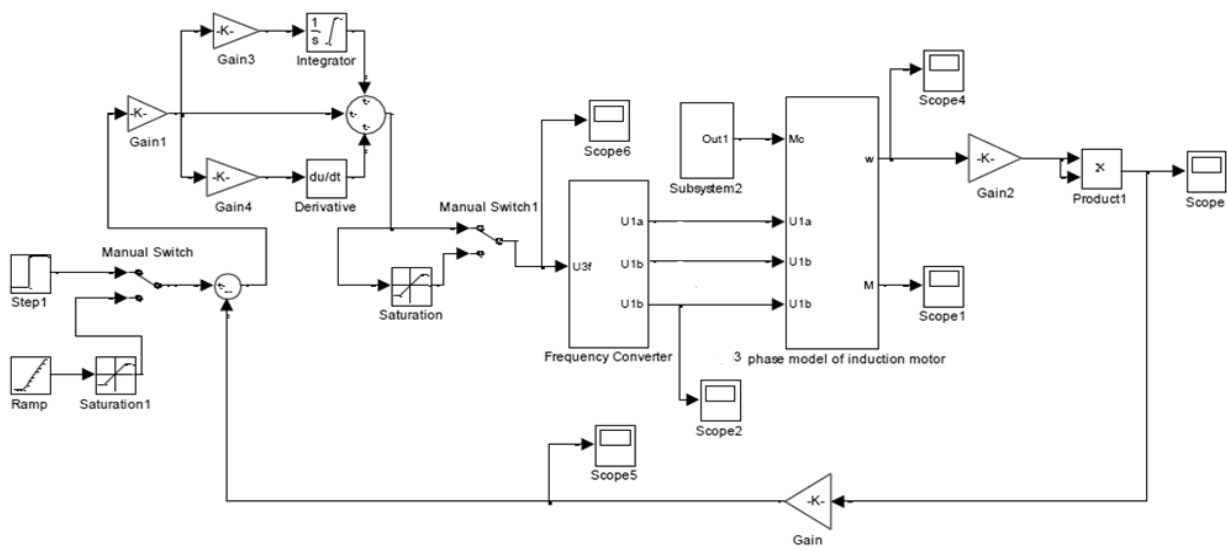 -K-
Gain3
1
s
Integrator
-K-
Gain1
-K-
Gain4
du/dt
Derivative
Manual Switch
Step1
Ramp
Saturation1
Manual Switch1
Saturation
Scope6
U3f
U1a
U1b
U1b
Frequency Converter
Out1
Subsystem2
Mc
U1a
U1b
U1b
w
M
3 phase model of induction motor
Scope4
-K-
Gain2
Product1
Scope
Scope1
Scope2
Scope5
-K-
Gain